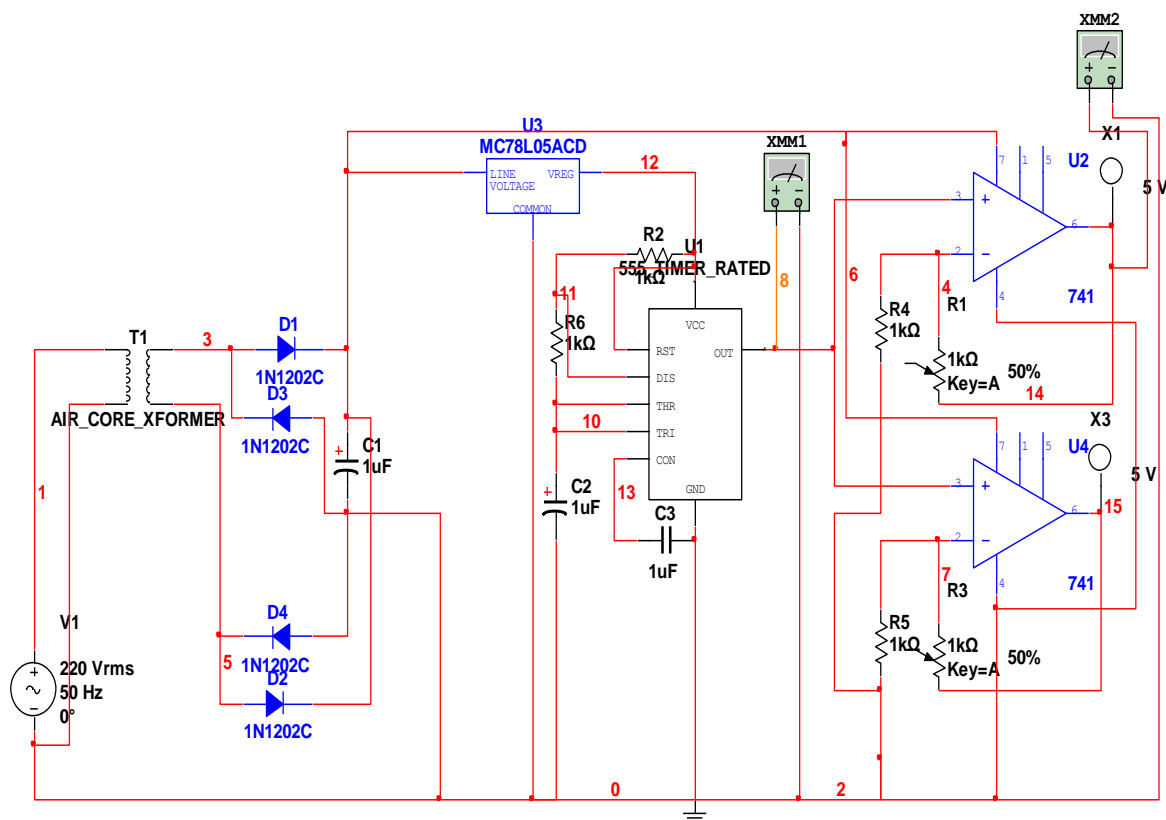 XMM2
+
−
X1
5 V
U3
MC78L05ACD
LINE
VOLTAGE
VREG
COMMON
12
XMM1
+
−
7
1
5
U2
3
+
2
−
6
4
741
R2
1kΩ
U1
555_TIMER_RATED
11
8
6
4
R1
R4
1kΩ
1kΩ
Key=A
50%
14
T1
AIR_CORE_XFORMER
3
D1
1N1202C
D3
1N1202C
+
C1
1uF
R6
1kΩ
VCC
RST
OUT
DIS
THR
TRI
CON
GND
10
13
+
C2
1uF
C3
1uF
X3
5 V
15
7
1
5
U4
3
+
2
−
6
4
741
7
R3
R5
1kΩ
1kΩ
Key=A
50%
1
V1
+
~
−
220 Vrms
50 Hz
0°
D4
1N1202C
5
D2
1N1202C
0
2